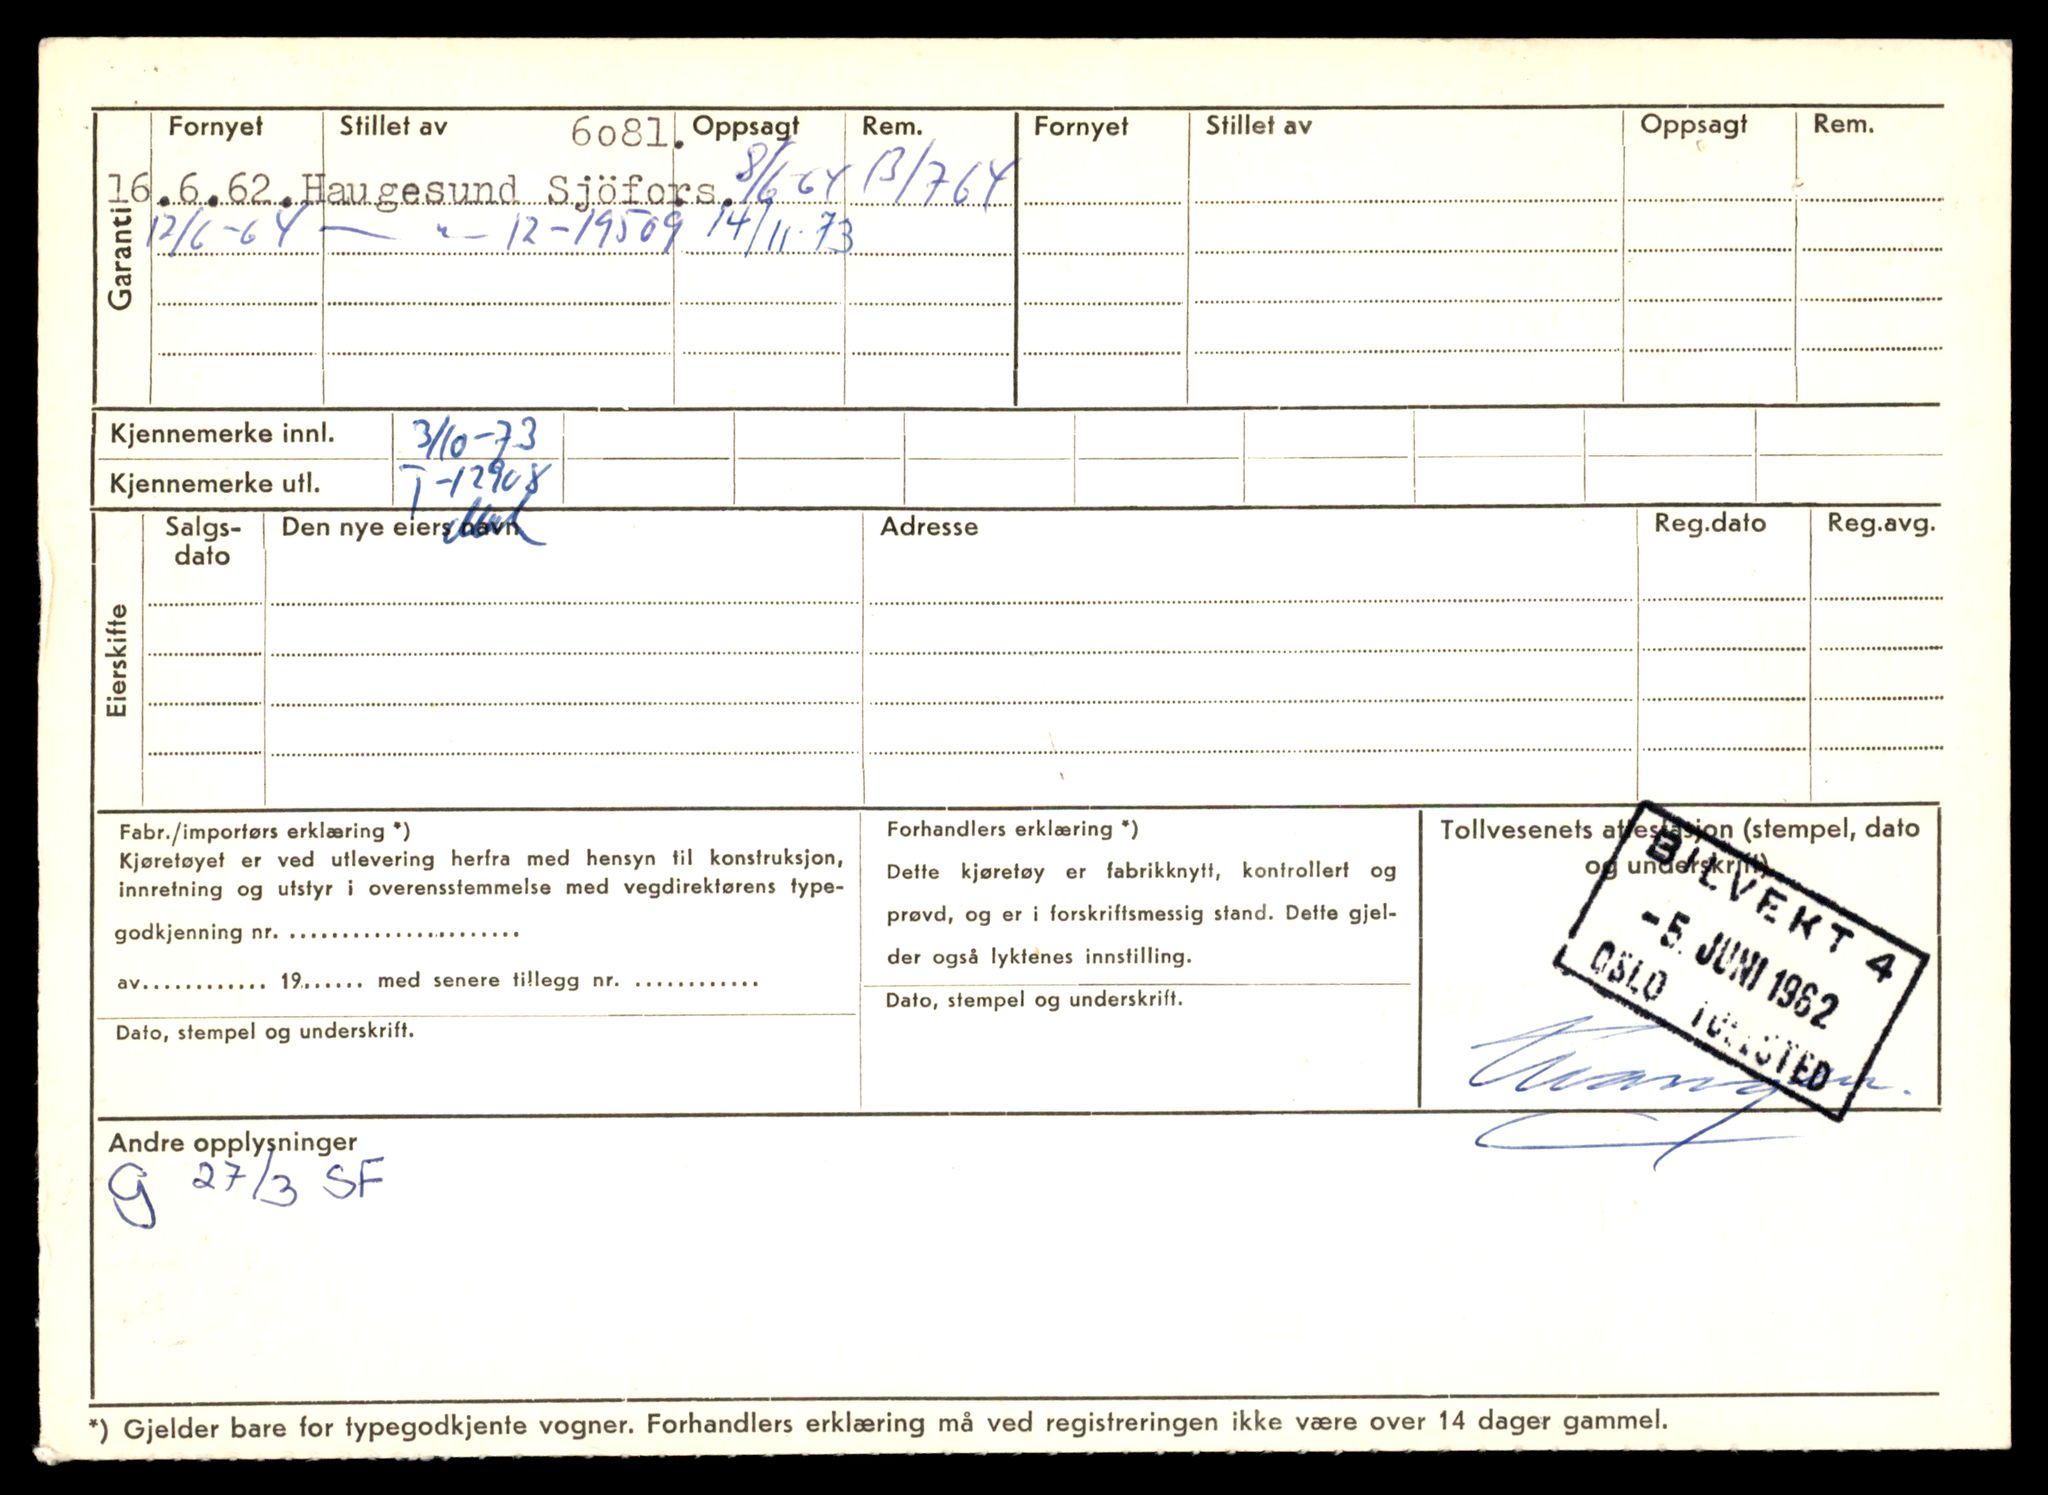 Garanti
Fornyet Stillet av 6081. Oppsagt Rem. Fornyet Stillet av Oppsagt Rem.
16.6.62. Haugesund Sjöfors. 8/6-64 13/764
12/6-64 — " — 12-19509 14/11-73
Kjennemerke innl. 3/10-73
Kjennemerke utl. T-12908
Eierskifte
Salgs-dato Den nye eiers navn Adresse Reg.dato Reg.avg.
Fabr./importørs erklæring *)
Kjøretøyet er ved utlevering herfra med hensyn til konstruksjon,
innretning og utstyr i overensstemmelse med vegdirektørens type-
godkjenning nr. .......................
av............ 19...... med senere tillegg nr. ............
Dato, stempel og underskrift.
Forhandlers erklæring *)
Dette kjøretøy er fabrikknytt, kontrollert og
prøvd, og er i forskriftsmessig stand. Dette gjel-
der også lyktenes innstilling.
Dato, stempel og underskrift.
Tollvesenets attestasjon (stempel, dato
og underskrift)
BILVEKT 4
-5. JUNI 1962
OSLO TOLLSTED
Andre opplysninger
g 27/3 SF
*) Gjelder bare for typegodkjente vogner. Forhandlers erklæring må ved registreringen ikke være over 14 dager gammel.